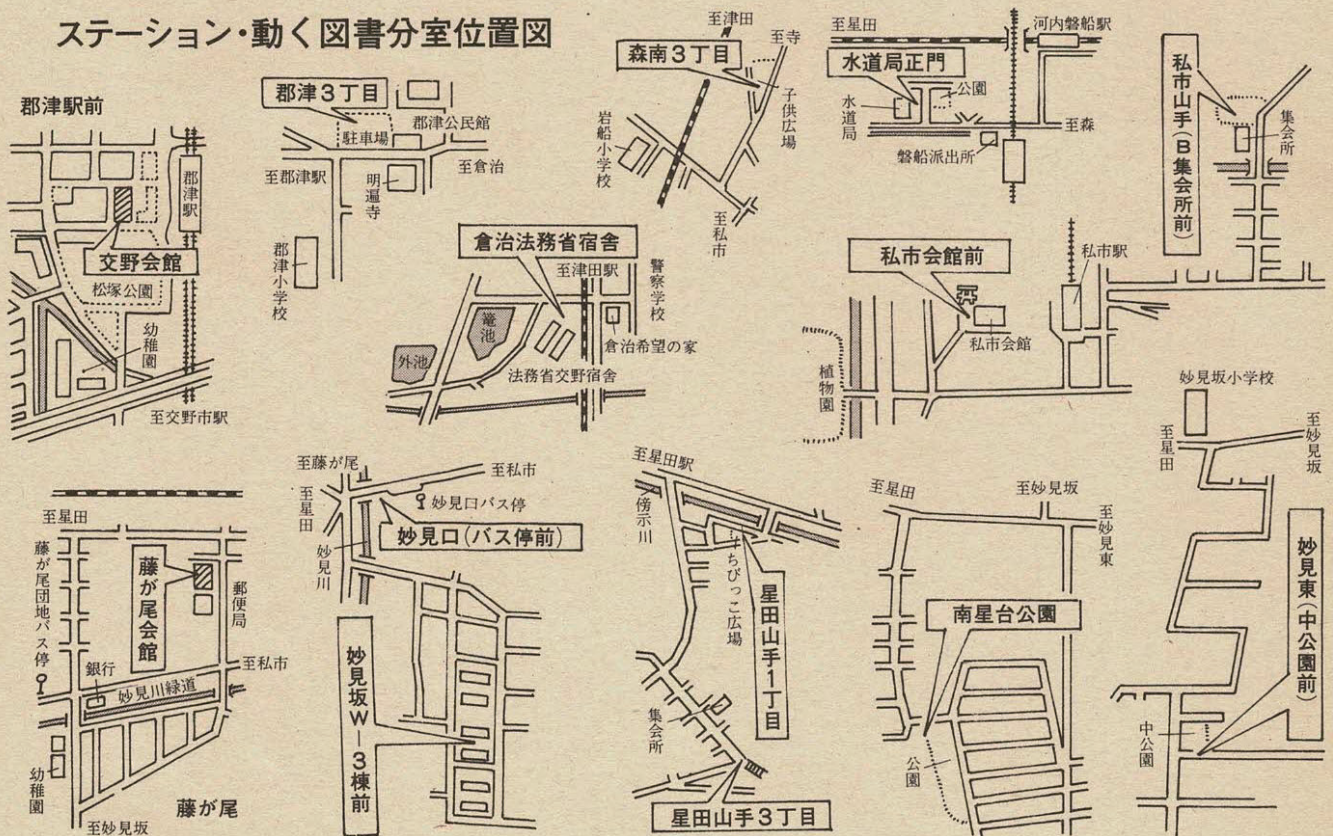 ステーション・動く図書分室位置図
郡津駅前
郡津駅
交野会館
松塚公園
幼稚園
至交野市駅
郡津3丁目
郡津公民館
駐車場
至倉治
至郡津駅
明遍寺
郡津小学校
倉治法務省宿舎
至津田駅
警察学校
篭池
外池
倉治希望の家
法務省交野宿舎
至津田
至寺
森南3丁目
子供広場
岩船小学校
至私市
至星田
河内磐船駅
水道局正門
公園
水道局
至森
磐船派出所
私市山手(B集会所前)
集会所
私市会館前
私市駅
私市会館
植物園
至星田
藤が尾団地バス停
藤が尾会館
郵便局
銀行
妙見川緑道
至私市
幼稚園
藤が尾
至妙見坂
至藤が尾
至星田
至私市
妙見口バス停
妙見口(バス停前)
妙見川
妙見坂W―3棟前
至星田駅
傍示川
ちびっこ広場
星田山手1丁目
集会所
星田山手3丁目
至星田
至妙見坂
至妙見東
南星台公園
公園
妙見坂小学校
至星田
至妙見坂
妙見東(中公園前)
中公園